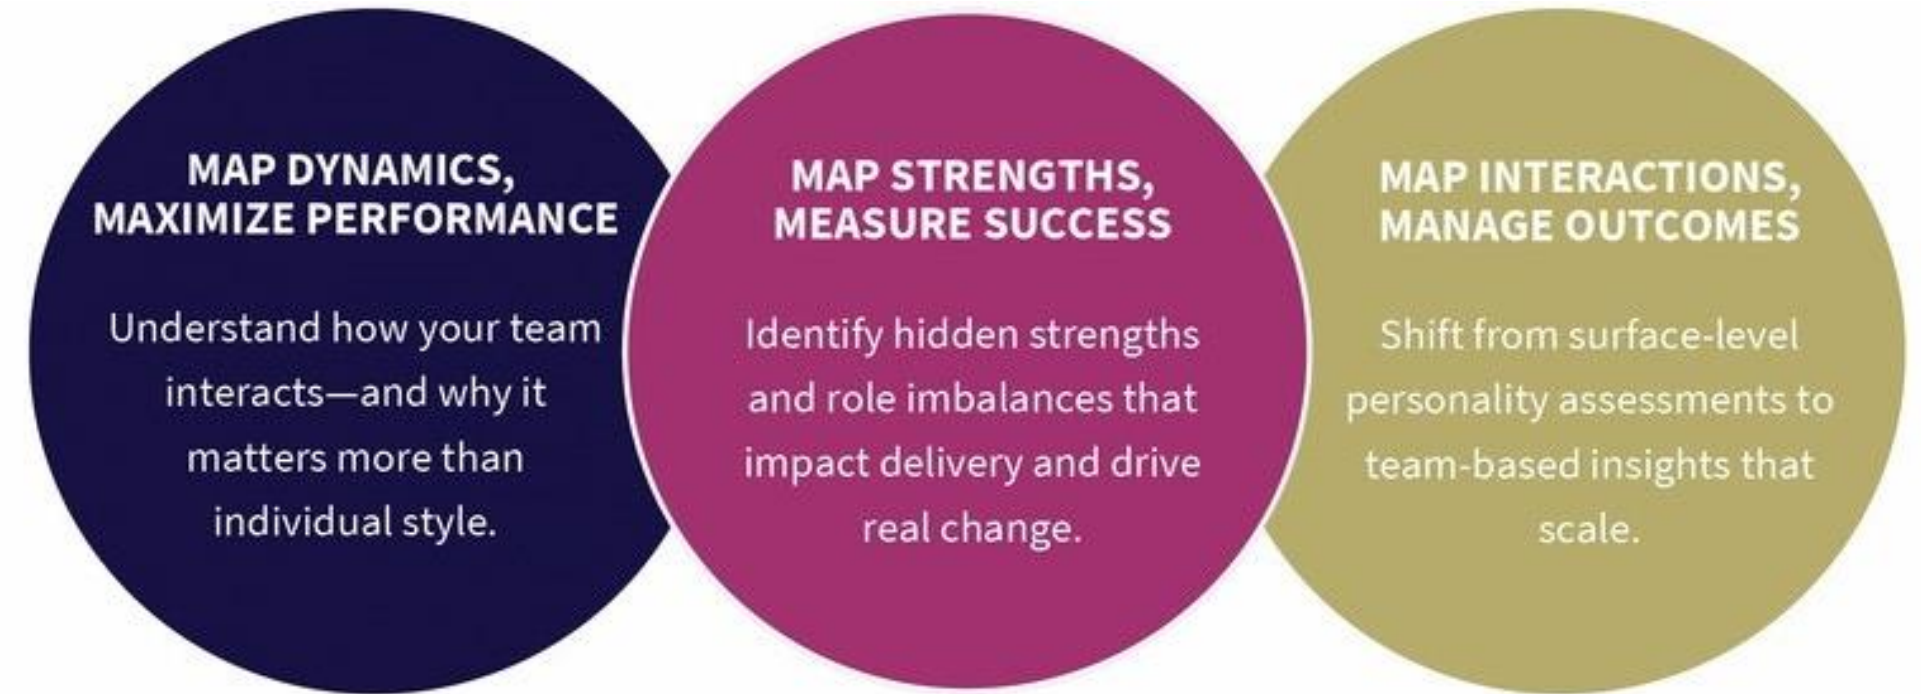 MAP DYNAMICS,
MAXIMIZE PERFORMANCE
Understand how your team
interacts—and why it
matters more than
individual style.
MAP STRENGTHS,
MEASURE SUCCESS
Identify hidden strengths
and role imbalances that
impact delivery and drive
real change.
MAP INTERACTIONS,
MANAGE OUTCOMES
Shift from surface-level
personality assessments to
team-based insights that
scale.